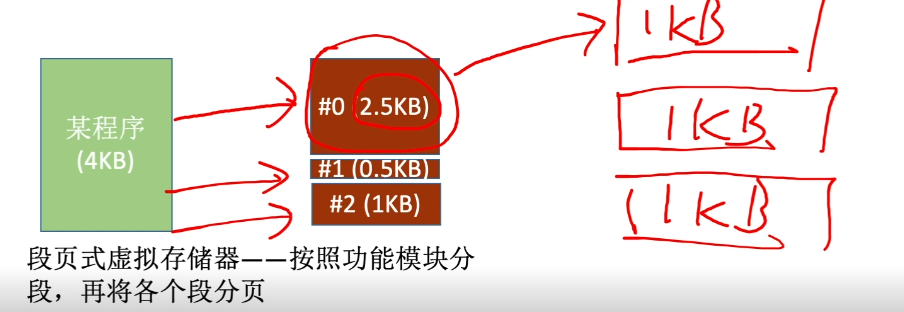 1KB
某程序
(4KB)
#0 (2.5KB)
1KB
#1 (0.5KB)
#2 (1KB)
1KB
段页式虚拟存储器——按照功能模块分
段，再将各个段分页